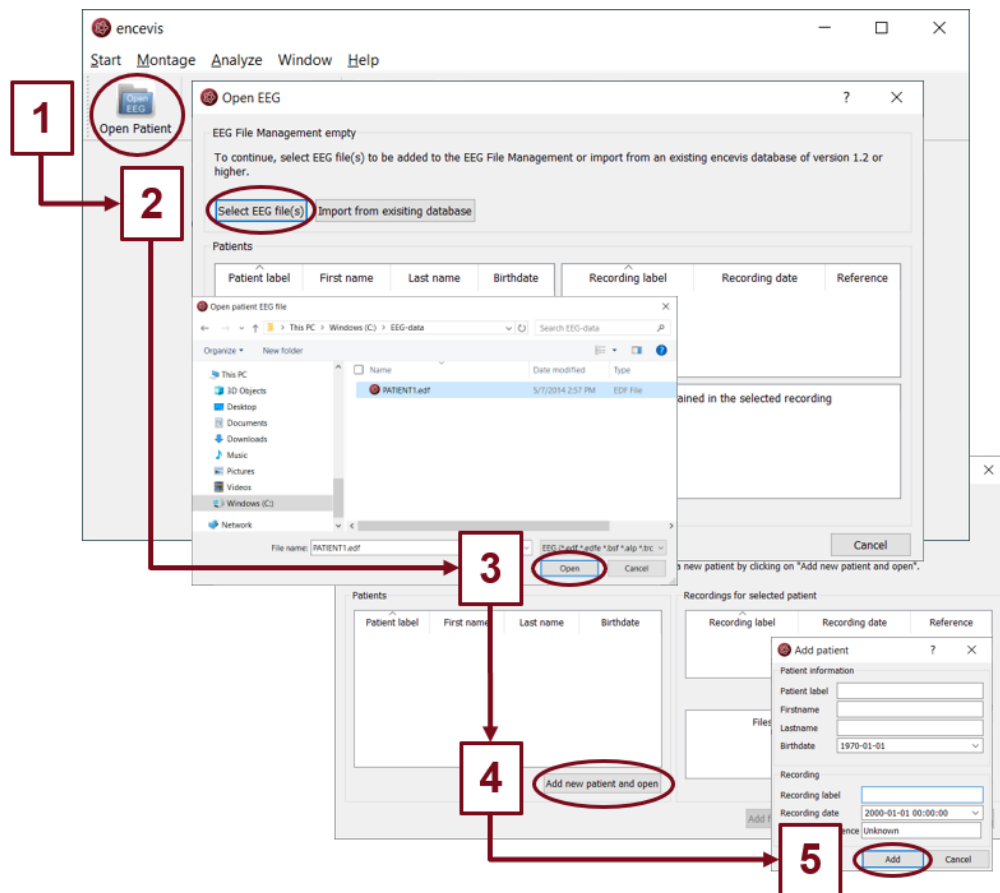 encevis
Start Montage Analyze Window Help
Open EEG
Open Patient
1
Open EEG
?
EEG File Management empty
To continue, select EEG file(s) to be added to the EEG File Management or import from an existing encevis database of version 1.2 or
higher.
2
Select EEG file(s) Import from exisiting database
Patients
Patient label First name Last name Birthdate Recording label Recording date Reference
Open patient EEG file
This PC > Windows (C:) > EEG-data
Search EEG-data
Organize New folder
?
Name Date modified Type
PATIENT1.edf 5/7/2014 2:57 PM EDF File
This PC
3D Objects
Desktop
Documents
Downloads
Music
Pictures
Videos
Windows (C:)
Network
ained in the selected recording
File name: PATIENT1.edf
EEG (*.edf *.edfe *.bsf *.alp *.trc
Open Cancel
3
Cancel
a new patient by clicking on "Add new patient and open".
Patients
Patient label First name Last name Birthdate
Recordings for selected patient
Recording label Recording date Reference
Files
4
Add new patient and open
Add f
Add patient
?
Patient information
Patient label
Firstname
Lastname
Birthdate 1970-01-01
Recording
Recording label
Recording date 2000-01-01 00:00:00
ence Unknown
5
Add Cancel